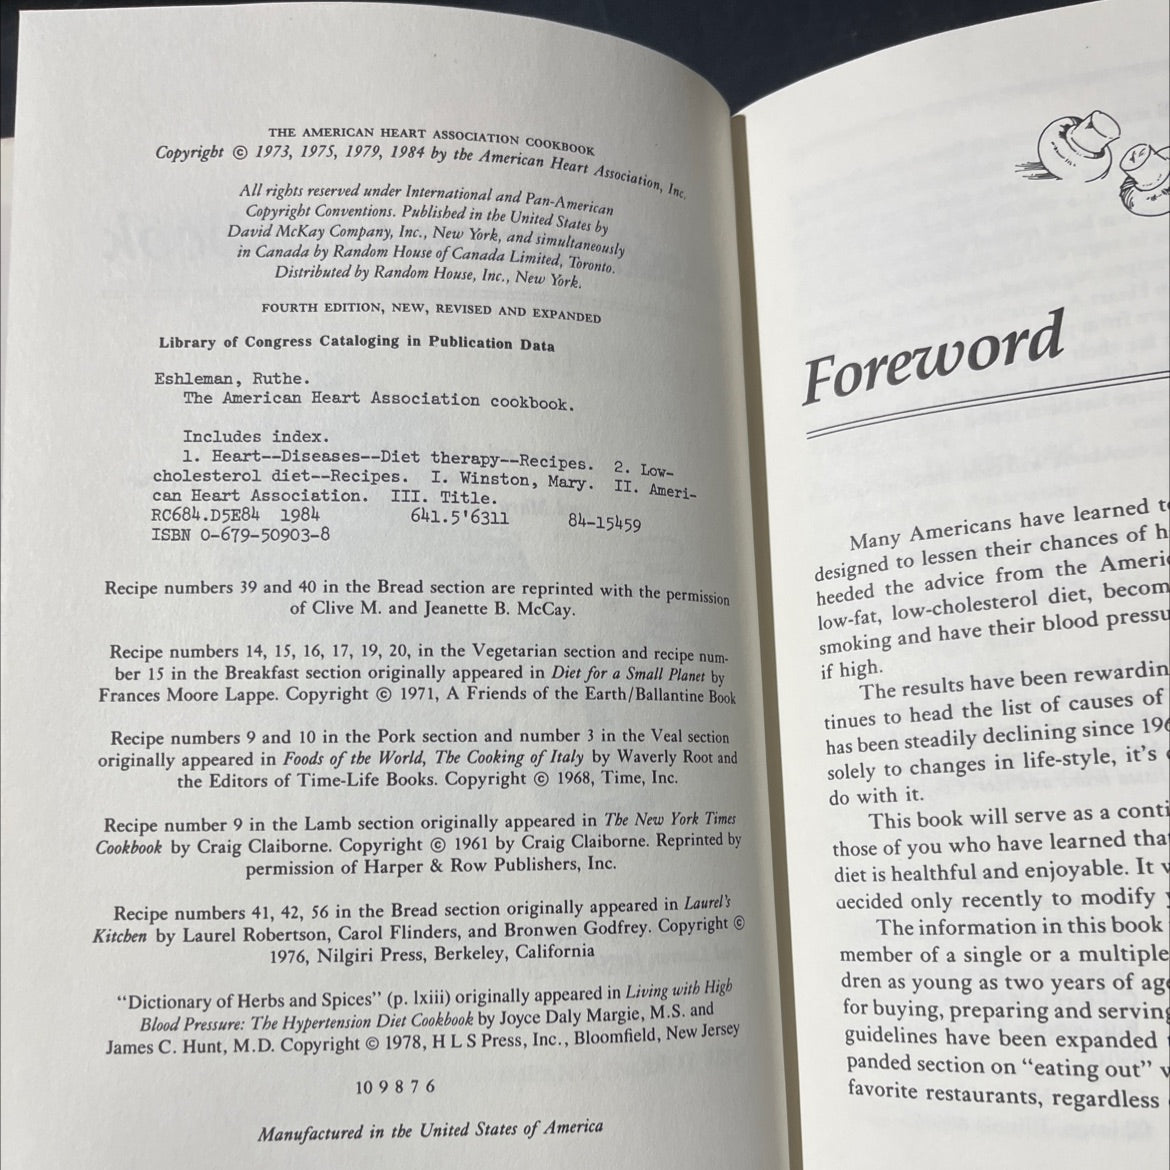 THE AMERICAN HEART ASSOCIATION COOKBOOK
Copyright © 1973, 1975, 1979, 1984 by the American Heart Association, Inc.
All rights reserved under International and Pan-American
Copyright Conventions. Published in the United States by
David McKay Company, Inc., New York, and simultaneously
in Canada by Random House of Canada Limited, Toronto.
Distributed by Random House, Inc., New York.
FOURTH EDITION, NEW, REVISED AND EXPANDED
Library of Congress Cataloging in Publication Data
Eshleman, Ruthe.
The American Heart Association cookbook.
Includes index.
1. Heart--Diseases--Diet therapy--Recipes. 2. Low-
cholesterol diet--Recipes. I. Winston, Mary. II. Ameri-
can Heart Association. III. Title.
RC684.D5E84 1984 641.5'6311 84-15459
ISBN 0-679-50903-8
Recipe numbers 39 and 40 in the Bread section are reprinted with the permission
of Clive M. and Jeanette B. McCay.
Recipe numbers 14, 15, 16, 17, 19, 20, in the Vegetarian section and recipe num-
ber 15 in the Breakfast section originally appeared in Diet for a Small Planet by
Frances Moore Lappe. Copyright © 1971, A Friends of the Earth/Ballantine Book
Recipe numbers 9 and 10 in the Pork section and number 3 in the Veal section
originally appeared in Foods of the World, The Cooking of Italy by Waverly Root and
the Editors of Time-Life Books. Copyright © 1968, Time, Inc.
Recipe number 9 in the Lamb section originally appeared in The New York Times
Cookbook by Craig Claiborne. Copyright © 1961 by Craig Claiborne. Reprinted by
permission of Harper & Row Publishers, Inc.
Recipe numbers 41, 42, 56 in the Bread section originally appeared in Laurel's
Kitchen by Laurel Robertson, Carol Flinders, and Bronwen Godfrey. Copyright ©
1976, Nilgiri Press, Berkeley, California
"Dictionary of Herbs and Spices" (p. lxiii) originally appeared in Living with High
Blood Pressure: The Hypertension Diet Cookbook by Joyce Daly Margie, M.S. and
James C. Hunt, M.D. Copyright © 1978, H L S Press, Inc., Bloomfield, New Jersey
10 9 8 7 6
Manufactured in the United States of America
Foreword
Many Americans have learned
designed to lessen their chances of
heeded the advice from the
low-fat, low-cholesterol diet,
smoking and have their blood
if high.
The results have been
tinues to head the list of causes of
has been steadily declining since
solely to changes in life-style, it's
do with it.
This book will serve as a
those of you who have learned
diet is healthful and enjoyable. It
decided only recently to modify
The information in this book
member of a single or a multiple
dren as young as two years of
for buying, preparing and serving
guidelines have been expanded
panded section on "eating out"
favorite restaurants, regardless